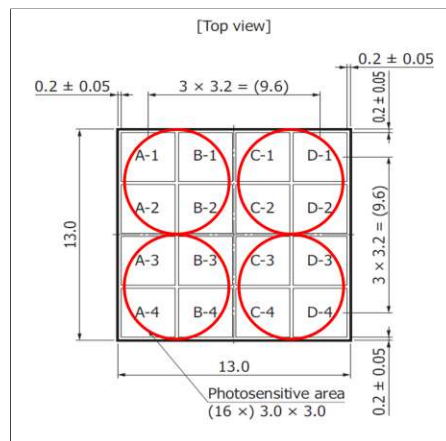 [Top view]
0.2 ± 0.05
0.2 ± 0.05
3 × 3.2 = (9.6)
0.2 ± 0.05
A-1 B-1 C-1 D-1
A-2 B-2 C-2 D-2
13.0
3 × 3.2 = (9.6)
A-3 B-3 C-3 D-3
A-4 B-4 C-4 D-4
13.0
0.2 ± 0.05
Photosensitive area
(16 ×) 3.0 × 3.0